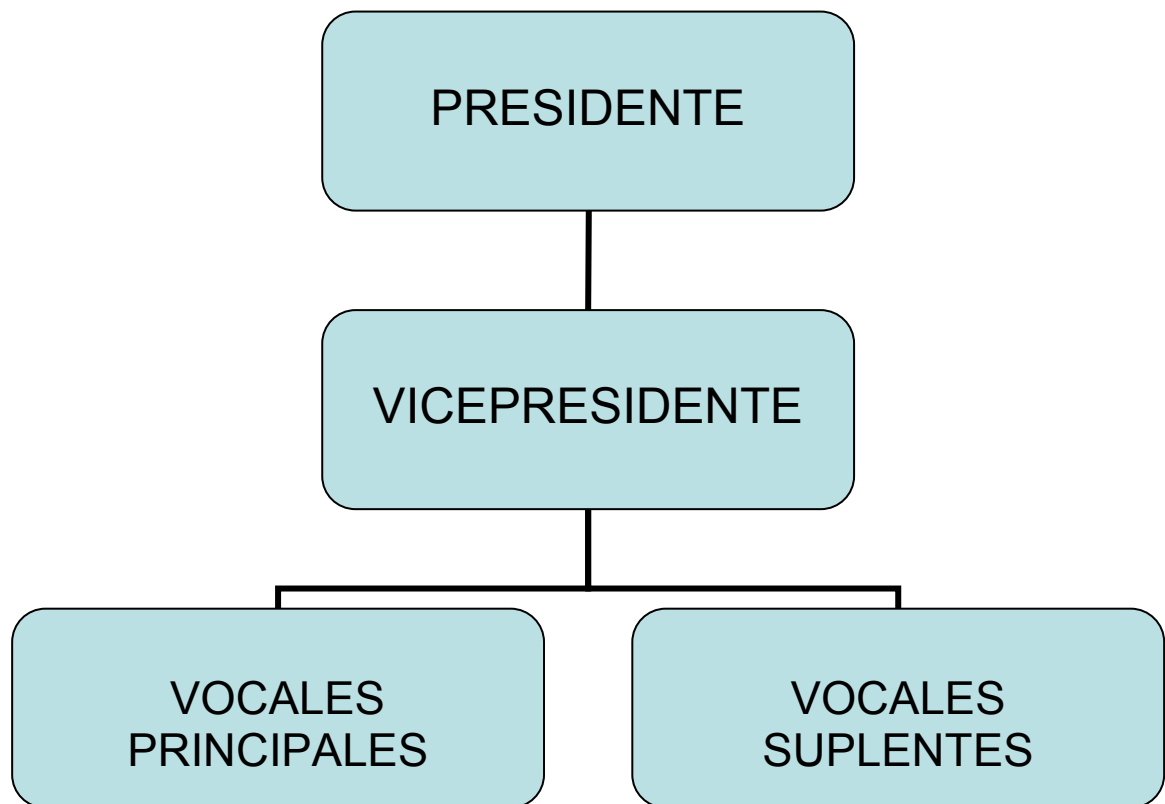 PRESIDENTE
VICEPRESIDENTE
VOCALES
PRINCIPALES
VOCALES
SUPLENTES